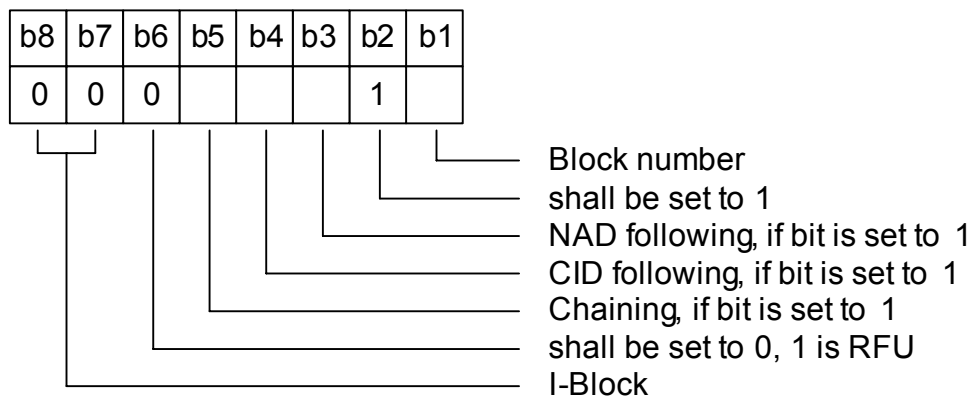 b8 b7 b6 b5 b4 b3 b2 b1
0 0 0 1
Block number
shall be set to 1
NAD following, if bit is set to 1
CID following, if bit is set to 1
Chaining, if bit is set to 1
shall be set to 0, 1 is RFU
I-Block